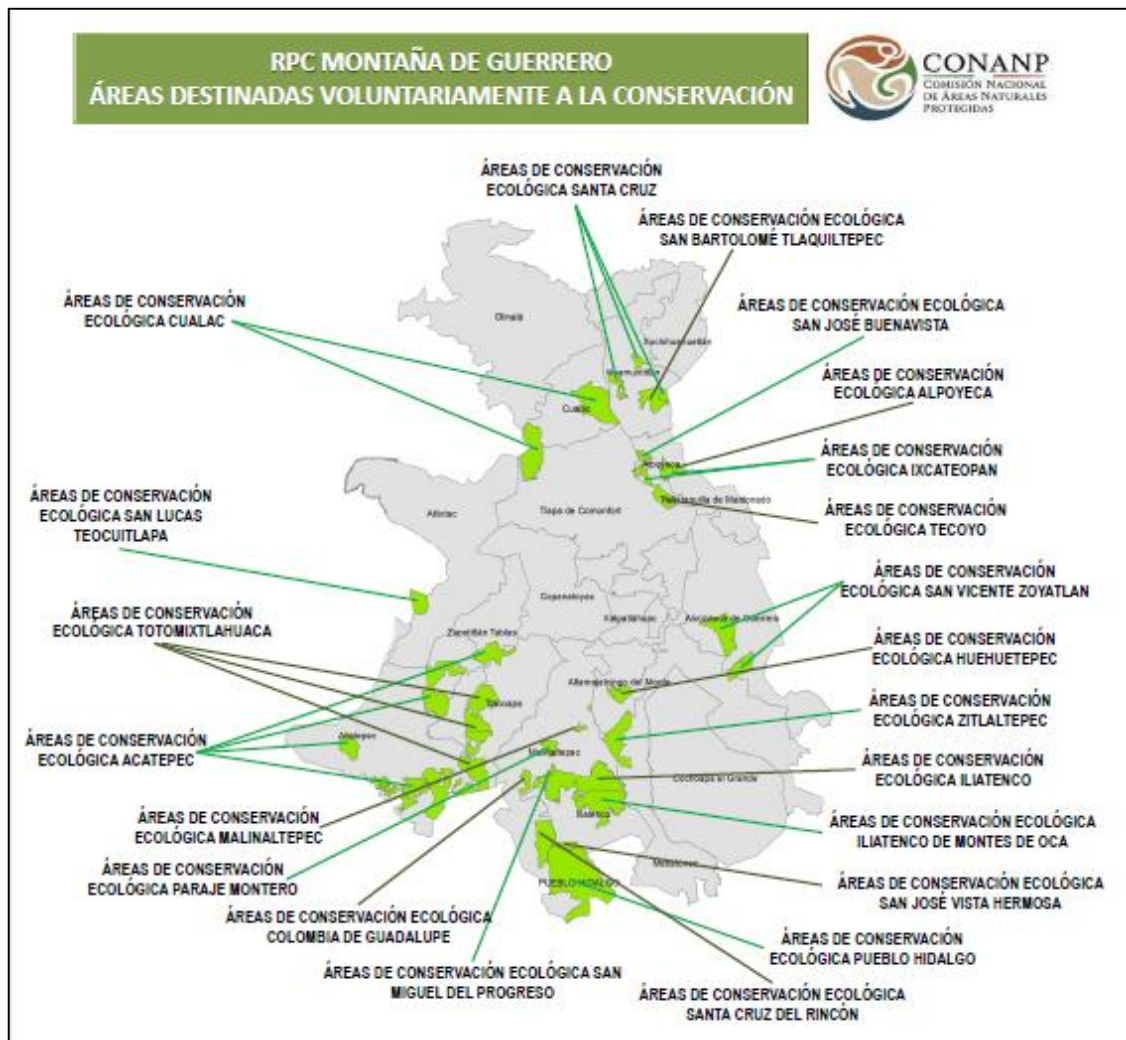 RPC MONTAÑA DE GUERRERO
ÁREAS DESTINADAS VOLUNTARIAMENTE A LA CONSERVACIÓN
CONANP
COMISIÓN NACIONAL
DE ÁREAS NATURALES
PROTEGIDAS
ÁREAS DE CONSERVACIÓN
ECOLÓGICA SANTA CRUZ
ÁREAS DE CONSERVACIÓN ECOLÓGICA
SAN BARTOLOMÉ TLAQUILTEPEC
ÁREAS DE CONSERVACIÓN
ECOLÓGICA CUALAC
ÁREAS DE CONSERVACIÓN ECOLÓGICA
SAN JOSÉ BUENAVISTA
Olinalá
Xochihuehuetlán
ÁREAS DE CONSERVACIÓN
ECOLÓGICA ALPOYECA
Cualac
ÁREAS DE CONSERVACIÓN
ECOLÓGICA IXCATEOPAN
Alpoyeca
ÁREAS DE CONSERVACIÓN
ECOLÓGICA SAN LUCAS
TEOCUITLAPA
Tlapa de Comonfort
ÁREAS DE CONSERVACIÓN
ECOLÓGICA TECOYO
ÁREAS DE CONSERVACIÓN
ECOLÓGICA SAN VICENTE ZOYATLAN
ÁREAS DE CONSERVACIÓN
ECOLÓGICA TOTOMIXTLAHUACA
Copanatoyac
Zapotitlán Tablas
ÁREAS DE CONSERVACIÓN
ECOLÓGICA HUEHUETEPEC
Atlamajalcingo del Monte
ÁREAS DE CONSERVACIÓN
ECOLÓGICA ZITLALTEPEC
ÁREAS DE CONSERVACIÓN
ECOLÓGICA ACATEPEC
Malinaltepec
ÁREAS DE CONSERVACIÓN
ECOLÓGICA ILIATENCO
Cochoapa el Grande
ÁREAS DE CONSERVACIÓN
ECOLÓGICA MALINALTEPEC
Iliatenco
ÁREAS DE CONSERVACIÓN ECOLÓGICA
ILIATENCO DE MONTES DE OCA
ÁREAS DE CONSERVACIÓN
ECOLÓGICA PARAJE MONTERO
PUEBLO HIDALGO
ÁREAS DE CONSERVACIÓN ECOLÓGICA
SAN JOSÉ VISTA HERMOSA
ÁREAS DE CONSERVACIÓN ECOLÓGICA
COLOMBIA DE GUADALUPE
ÁREAS DE CONSERVACIÓN
ECOLÓGICA PUEBLO HIDALGO
ÁREAS DE CONSERVACIÓN ECOLÓGICA SAN
MIGUEL DEL PROGRESO
ÁREAS DE CONSERVACIÓN ECOLÓGICA
SANTA CRUZ DEL RINCÓN